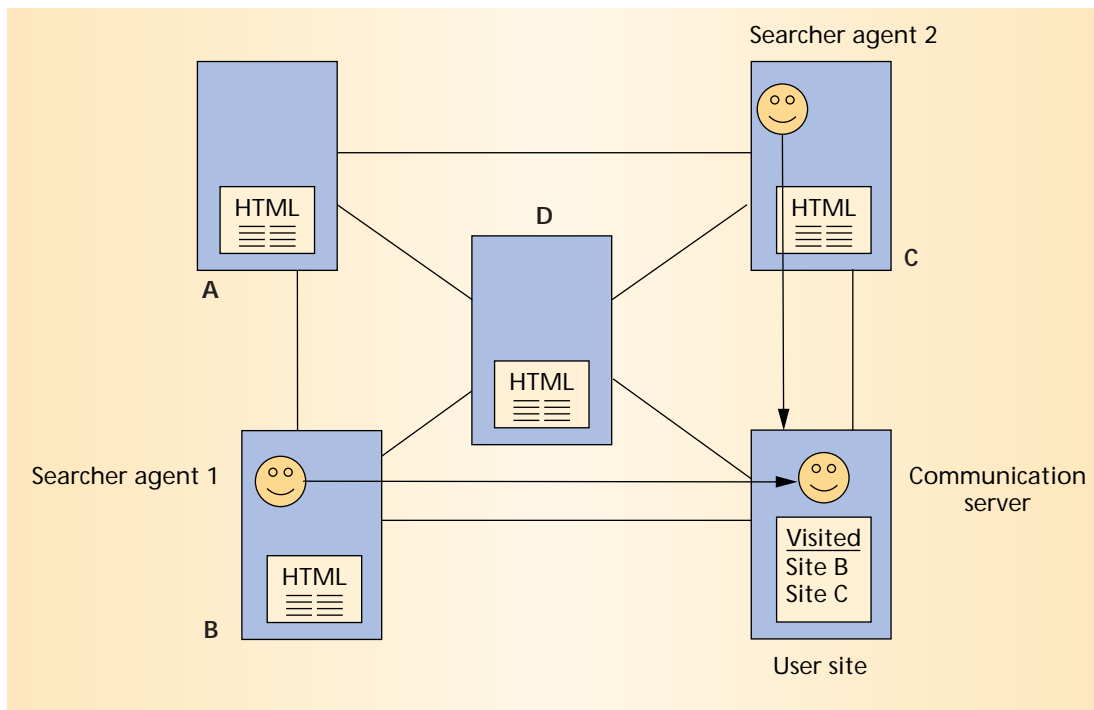 Searcher agent 2
HTML
HTML
D
A
C
HTML
Searcher agent 1
Communication
server
Visited
Site B
Site C
HTML
B
User site